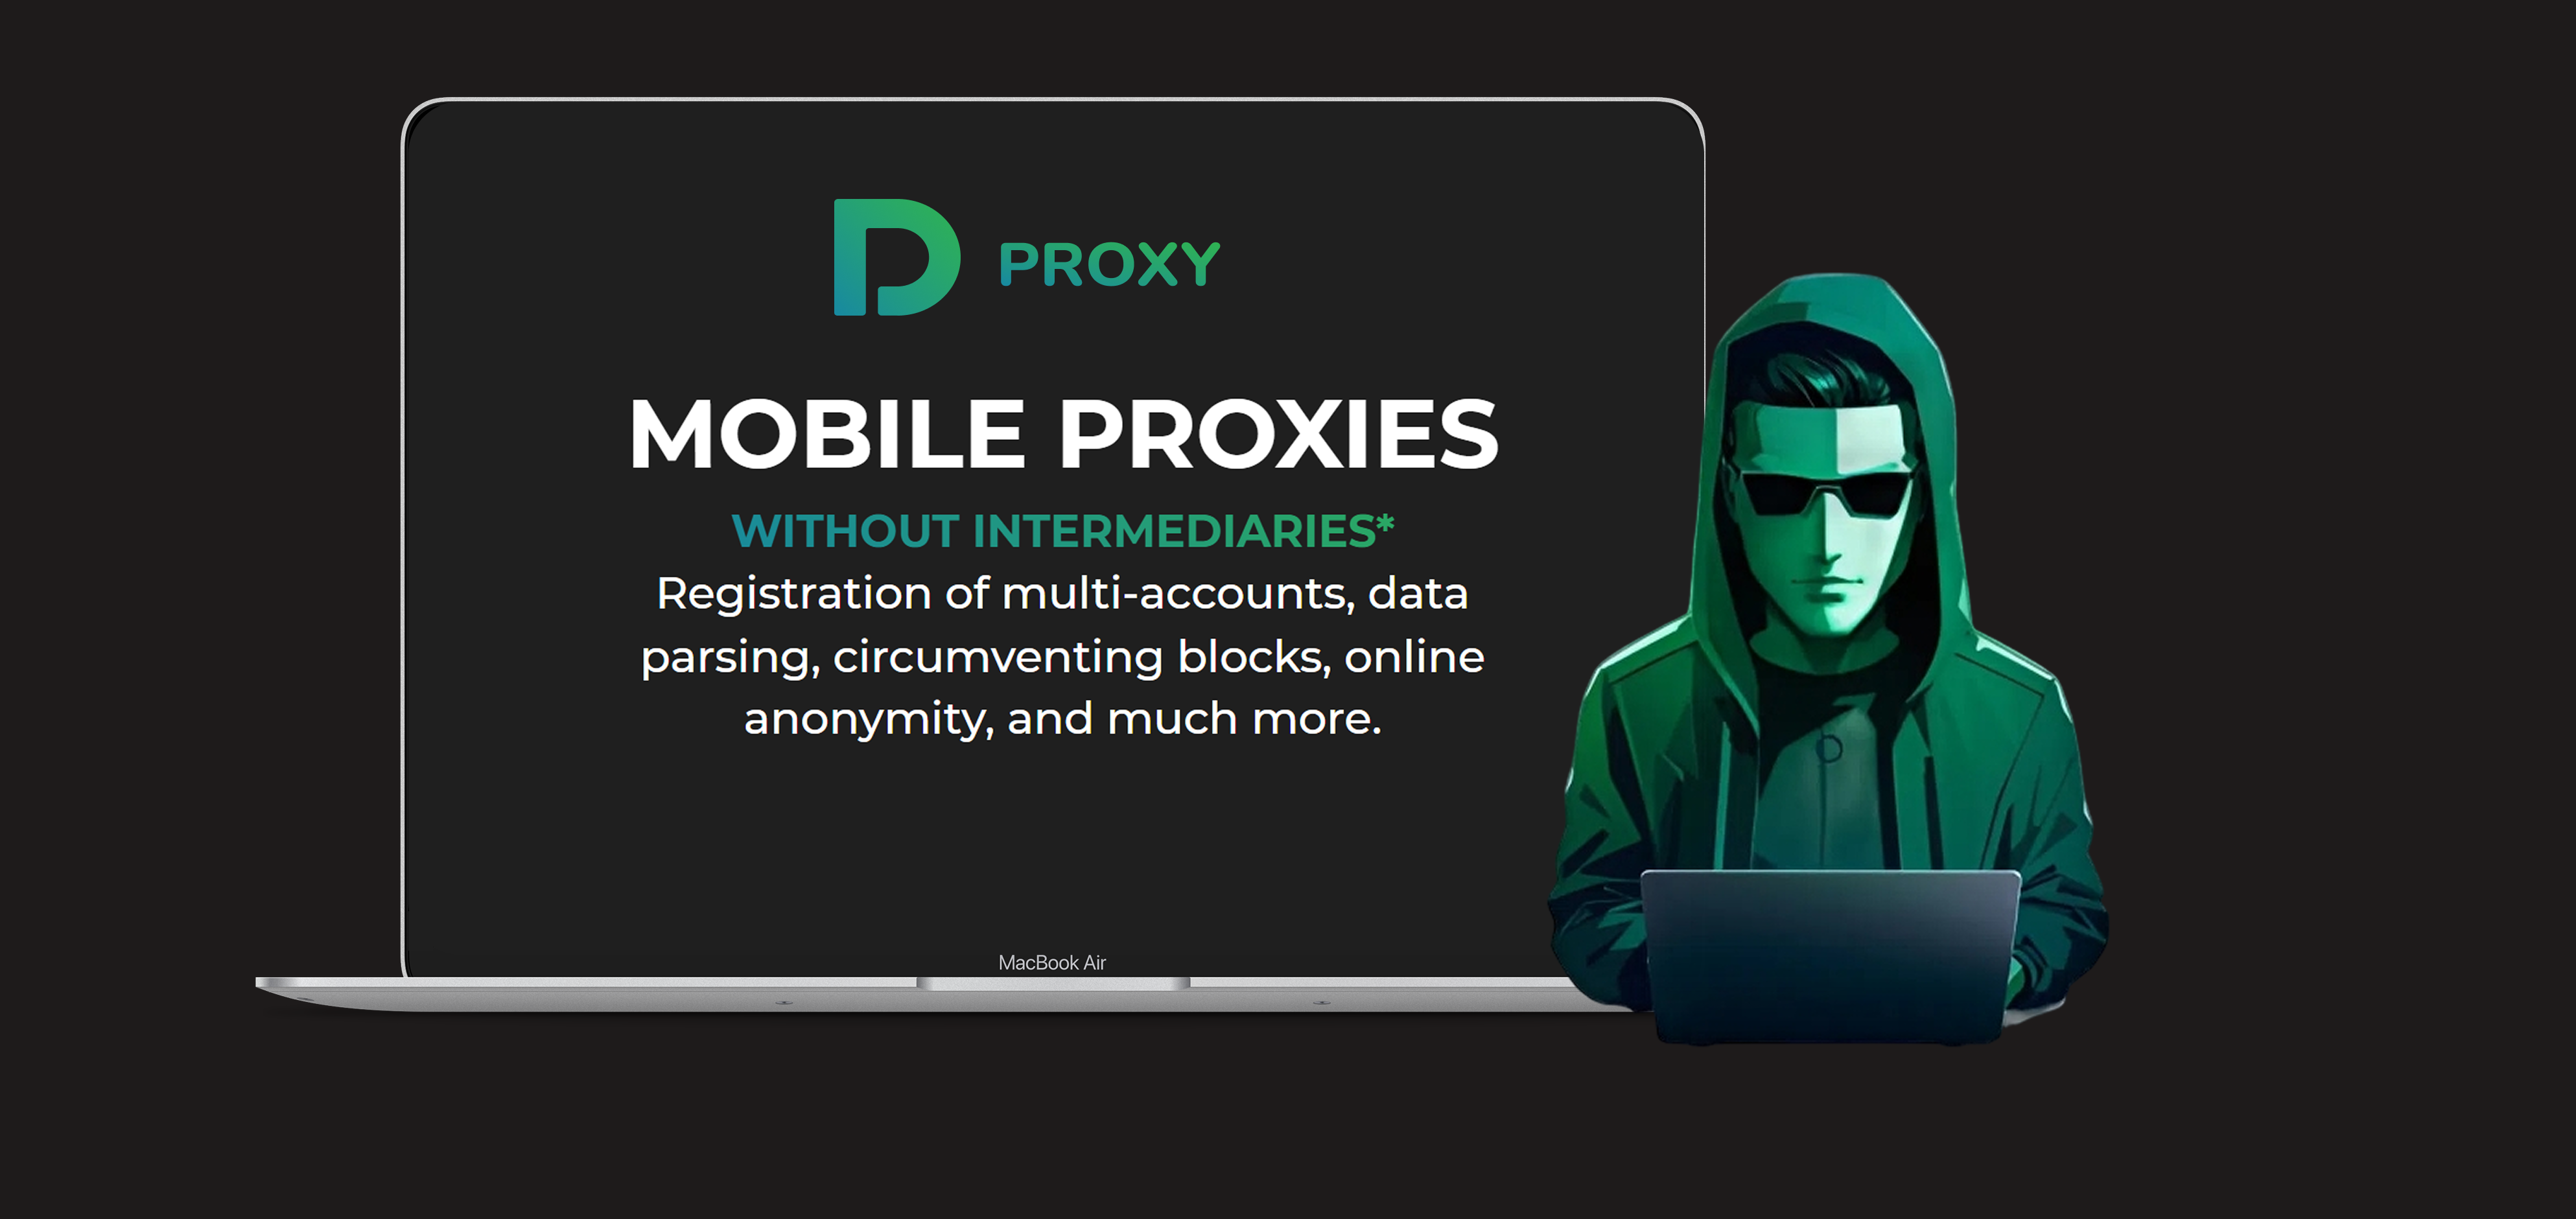 PROXY
MOBILE PROXIES
WITHOUT INTERMEDIARIES*
Registration of multi-accounts, data
parsing, circumventing blocks, online
anonymity, and much more.
MacBook Air